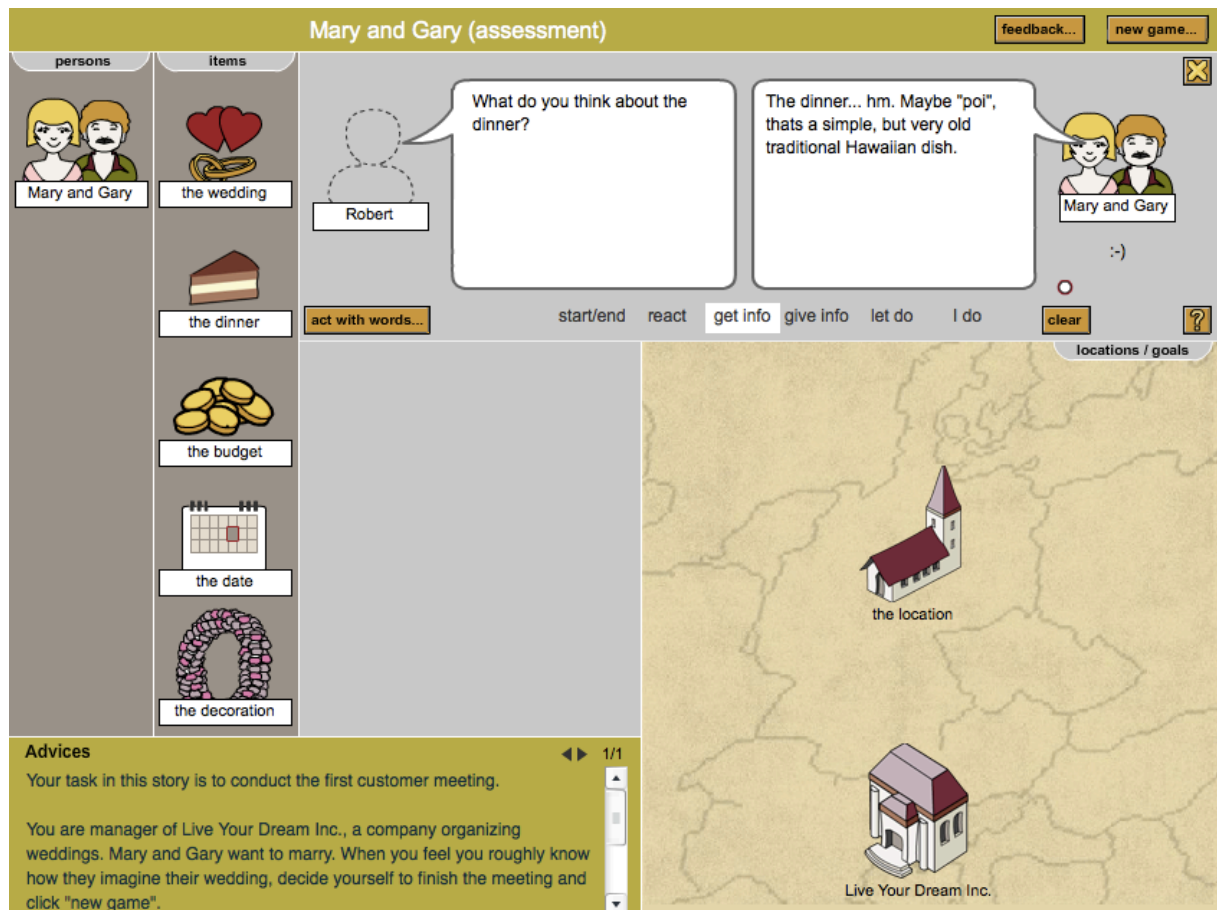 Mary and Gary (assessment)
feedback...
new game...
persons
items
Mary and Gary
the wedding
the dinner
the budget
the date
the decoration
What do you think about the
dinner?
Robert
The dinner... hm. Maybe "poi",
thats a simple, but very old
traditional Hawaiian dish.
Mary and Gary
:-)
act with words...
start/end
react
get info
give info
let do
I do
clear
?
locations / goals
the location
Live Your Dream Inc.
Advices
1/1
Your task in this story is to conduct the first customer meeting.
You are manager of Live Your Dream Inc., a company organizing
weddings. Mary and Gary want to marry. When you feel you roughly know
how they imagine their wedding, decide yourself to finish the meeting and
click "new game".